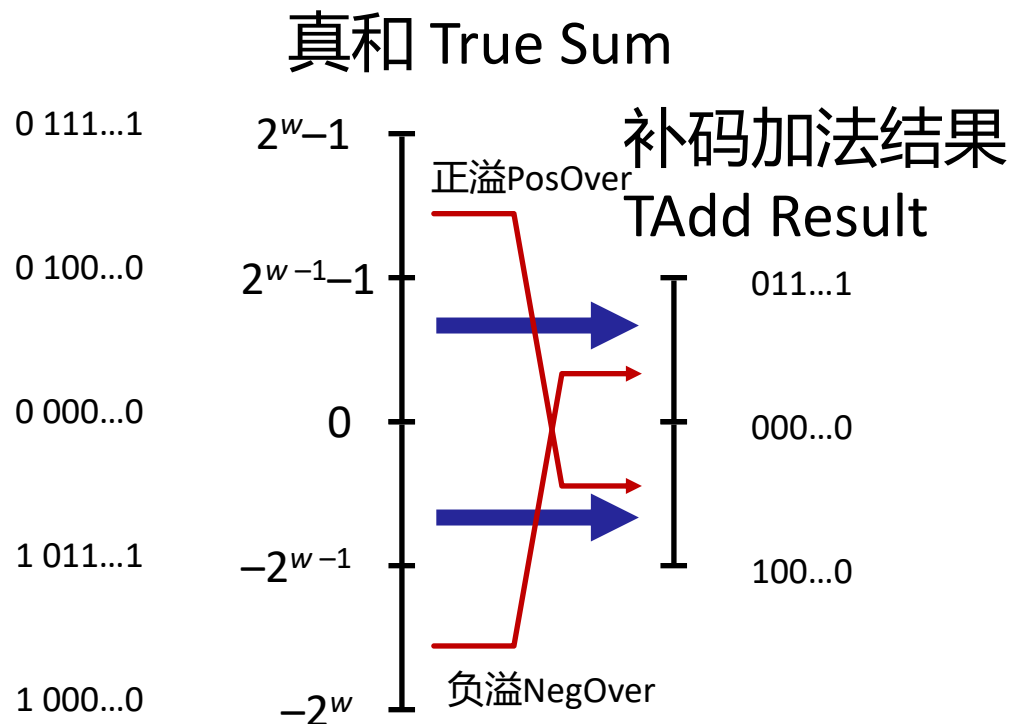 真和 True Sum
0 111…1
2ʷ–1
补码加法结果
TAdd Result
正溢PosOver
0 100…0
2ʷ⁻¹–1
011…1
0 000…0
0
000…0
1 011…1
–2ʷ⁻¹
100…0
负溢NegOver
1 000…0
–2ʷ